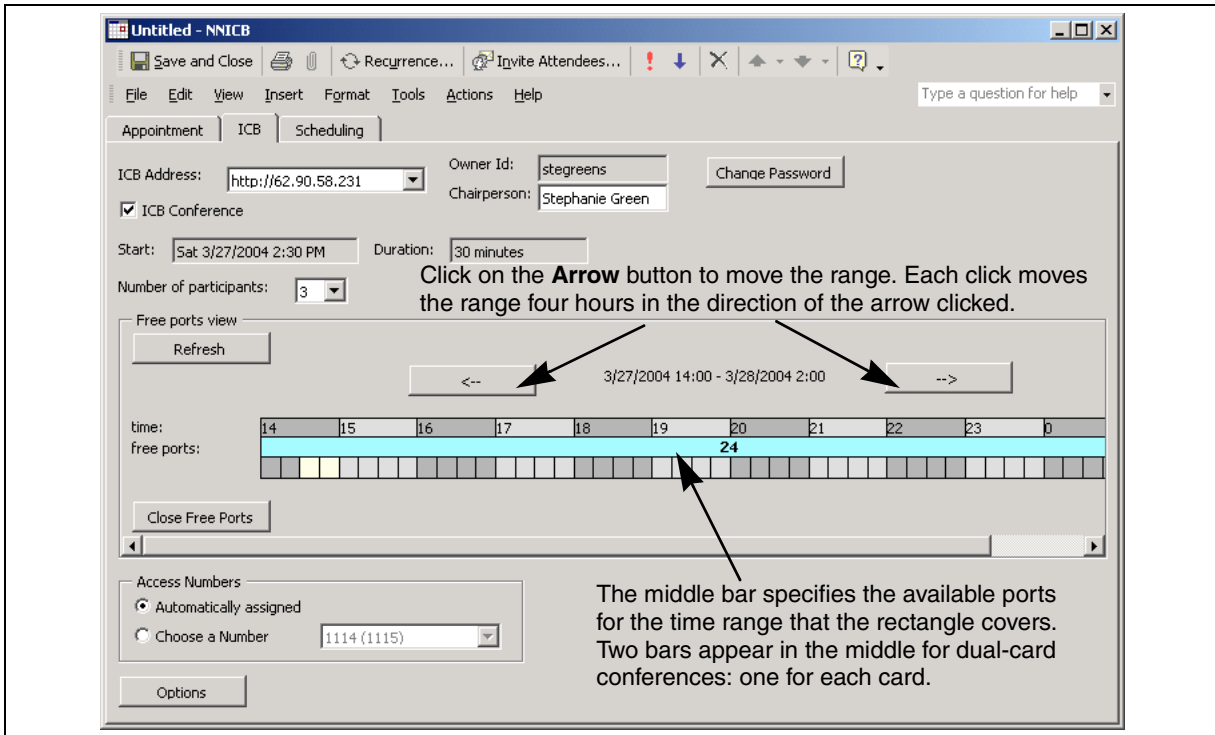 Untitled - NNICB
Save and Close Recurrence... Invite Attendees...
File Edit View Insert Format Tools Actions Help Type a question for help
Appointment ICB Scheduling
ICB Address: http://62.90.58.231 Owner Id: stegreens Change Password
Chairperson: Stephanie Green
ICB Conference
Start: Sat 3/27/2004 2:30 PM Duration: 30 minutes
Click on the Arrow button to move the range. Each click moves
the range four hours in the direction of the arrow clicked.
Number of participants: 3
Free ports view
Refresh
<-- 3/27/2004 14:00 - 3/28/2004 2:00 -->
time: 14 15 16 17 18 19 20 21 22 23 0
free ports: 24
Close Free Ports
Access Numbers
Automatically assigned
Choose a Number 1114 (1115)
The middle bar specifies the available ports
for the time range that the rectangle covers.
Two bars appear in the middle for dual-card
conferences: one for each card.
Options